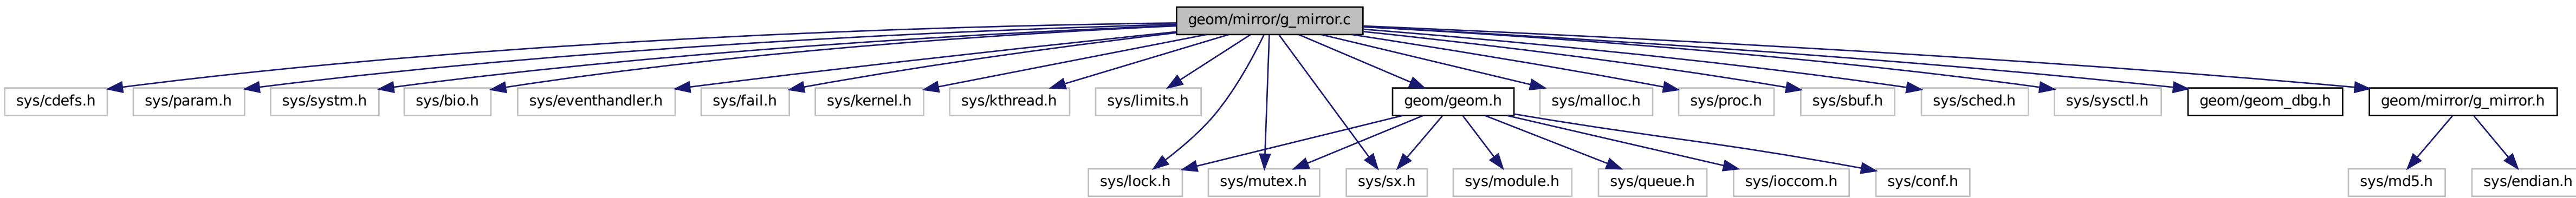 geom/mirror/g_mirror.c
sys/cdefs.h
sys/param.h
sys/systm.h
sys/bio.h
sys/eventhandler.h
sys/fail.h
sys/kernel.h
sys/kthread.h
sys/limits.h
geom/geom.h
sys/malloc.h
sys/proc.h
sys/sbuf.h
sys/sched.h
sys/sysctl.h
geom/geom_dbg.h
geom/mirror/g_mirror.h
sys/lock.h
sys/mutex.h
sys/sx.h
sys/module.h
sys/queue.h
sys/ioccom.h
sys/conf.h
sys/md5.h
sys/endian.h